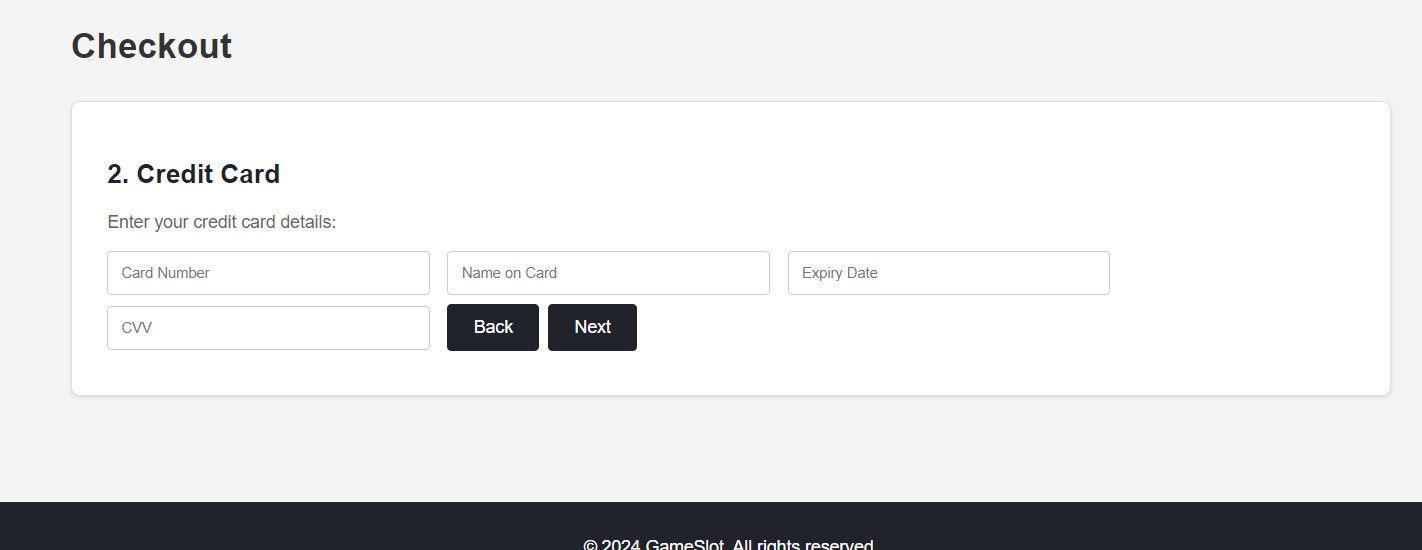 Checkout
2. Credit Card
Enter your credit card details:
Card Number Name on Card Expiry Date
CVV Back Next
© 2024 GameSlot. All rights reserved